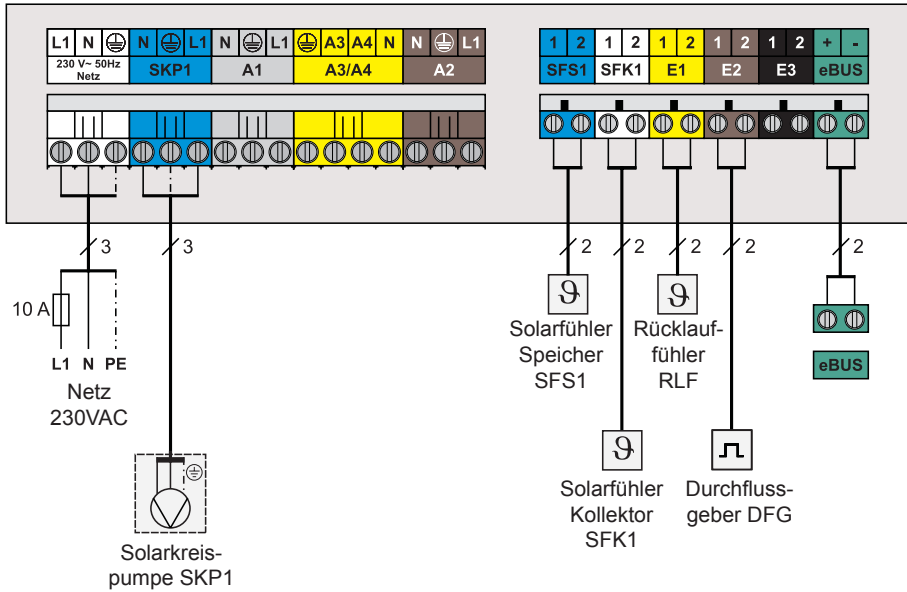 L1 N N L1 N L1 A3 A4 N N L1
230 V~ 50Hz
Netz
SKP1 A1 A3/A4 A2
1 2 1 2 1 2 1 2 1 2 + -
SFS1 SFK1 E1 E2 E3 eBUS
3 3 2 2 2 2 2
10 A
L1 N PE
Netz
230VAC
Solarkreis-
pumpe SKP1
ϑ
Solarfühler
Speicher
SFS1
ϑ
Rücklauf-
fühler
RLF
ϑ
Solarfühler
Kollektor
SFK1
Durchfluss-
geber DFG
eBUS